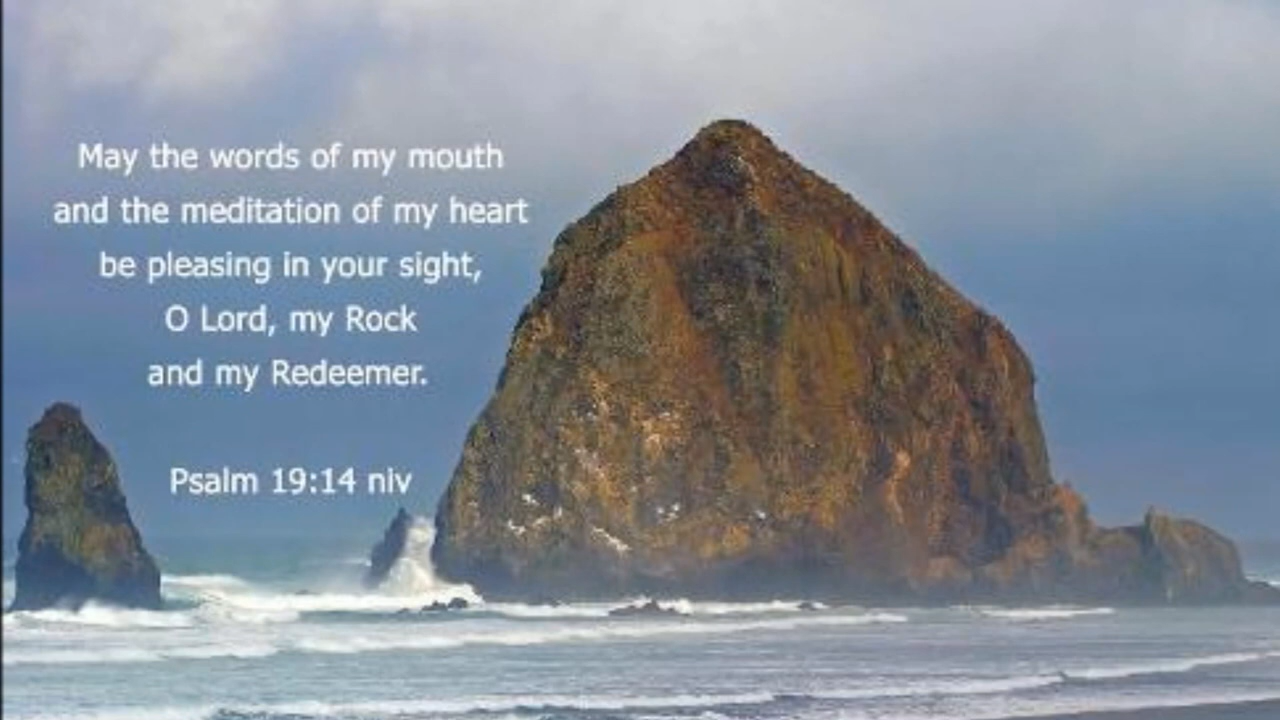 May the words of my mouth
and the meditation of my heart
be pleasing in your sight,
O Lord, my Rock
and my Redeemer.
Psalm 19:14 niv